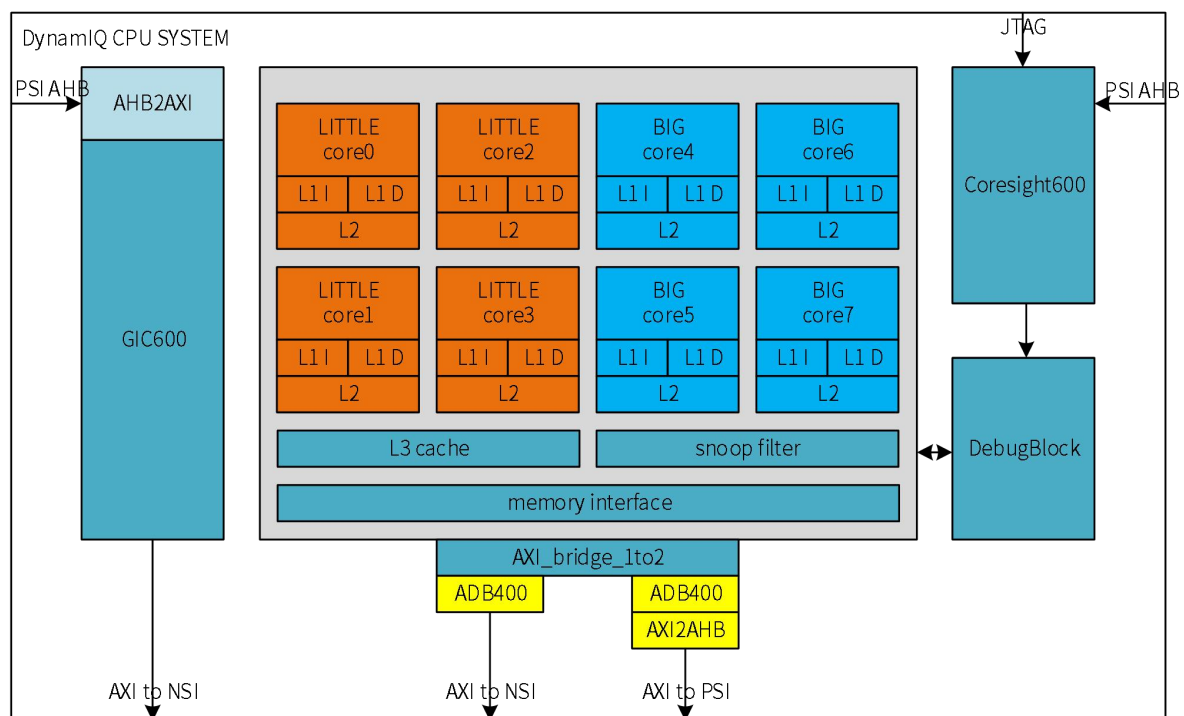 DynamIQ CPU SYSTEM
JTAG
PSI AHB
AHB2AXI
PSI AHB
LITTLE
core0
L1 I
L1 D
L2
LITTLE
core2
L1 I
L1 D
L2
BIG
core4
L1 I
L1 D
L2
BIG
core6
L1 I
L1 D
L2
Coresight600
GIC600
LITTLE
core1
L1 I
L1 D
L2
LITTLE
core3
L1 I
L1 D
L2
BIG
core5
L1 I
L1 D
L2
BIG
core7
L1 I
L1 D
L2
L3 cache
snoop filter
DebugBlock
memory interface
AXI_bridge_1to2
ADB400
ADB400
AXI2AHB
AXI to NSI
AXI to NSI
AXI to PSI